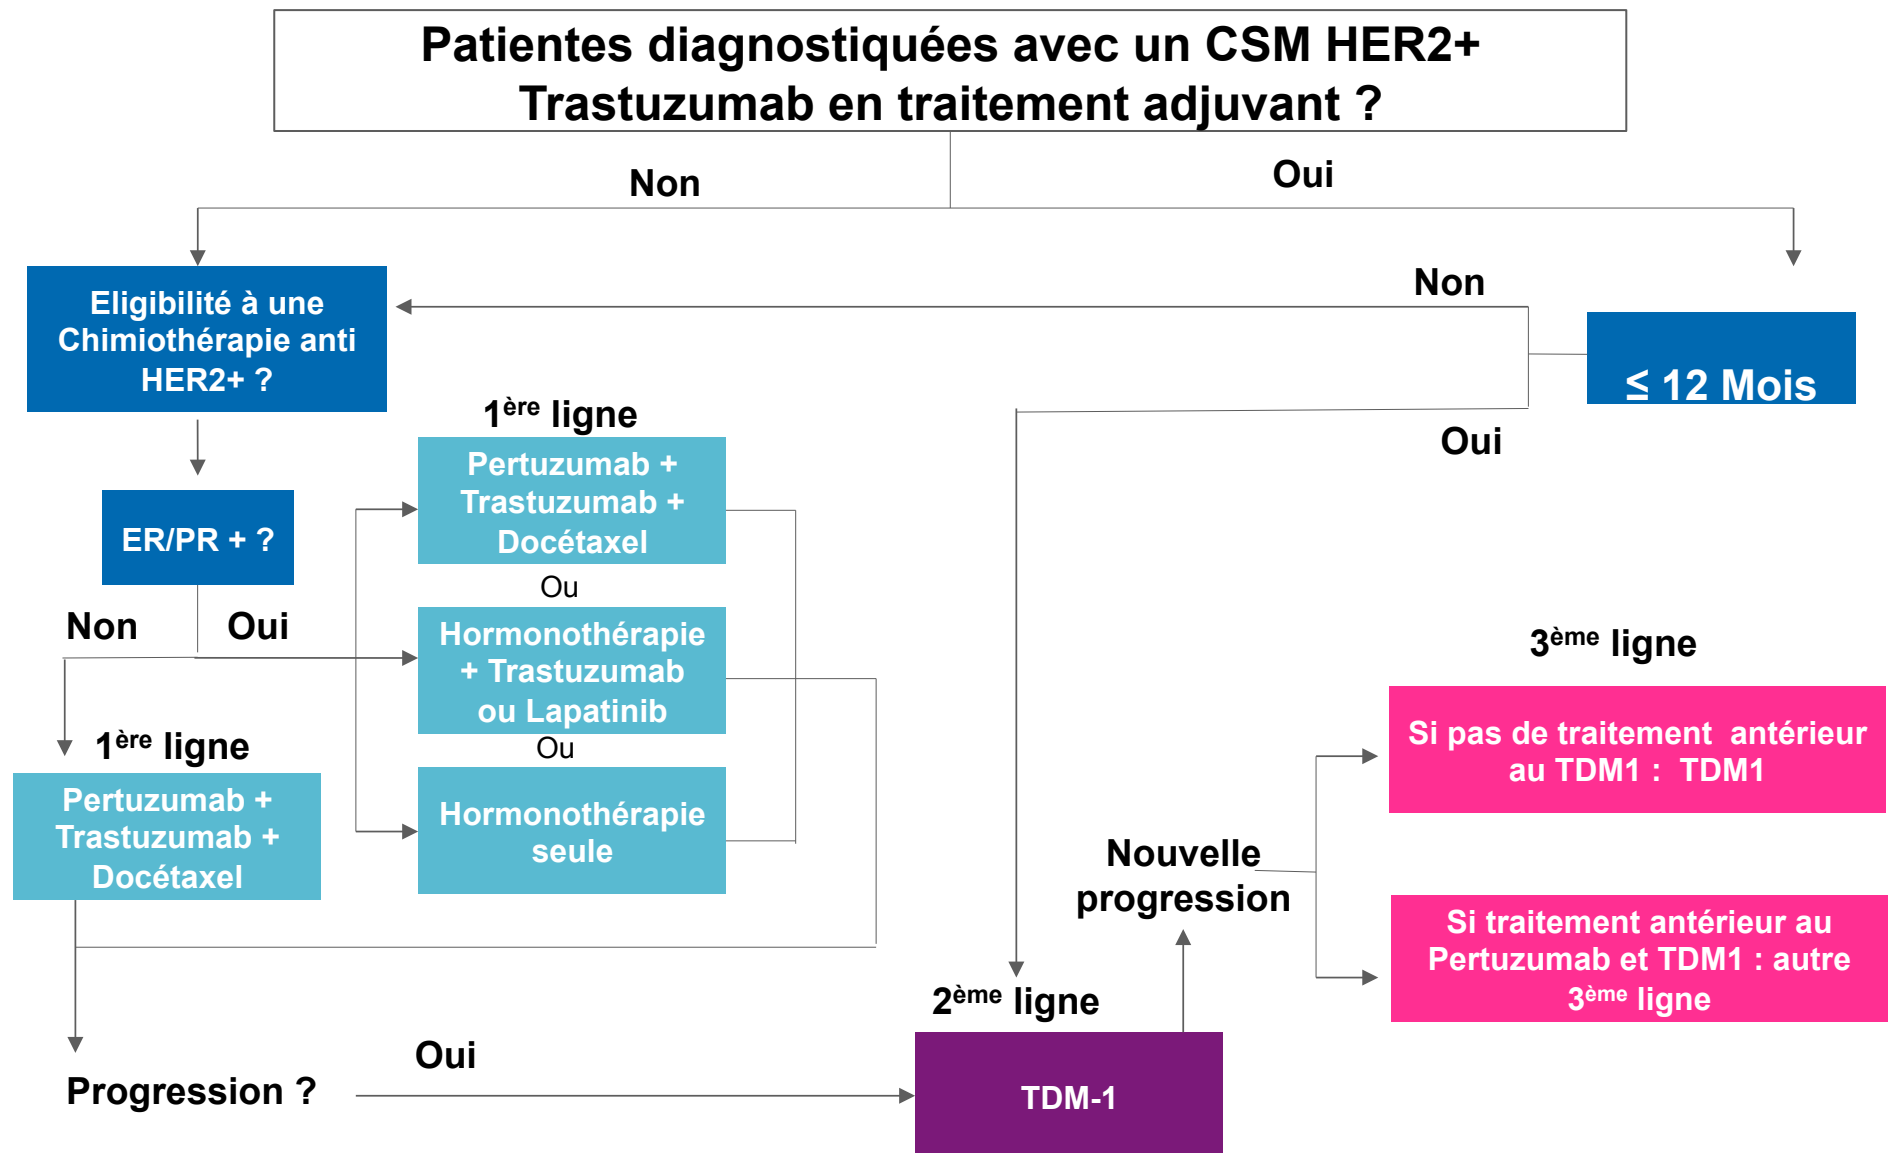 Patientes diagnostiquées avec un CSM HER2+
Trastuzumab en traitement adjuvant ?
Non
Oui
Eligibilité à une
Chimiothérapie anti
HER2+ ?
Non
≤ 12 Mois
Oui
ER/PR + ?
Non
Oui
1ère ligne
Pertuzumab +
Trastuzumab +
Docétaxel
Ou
Hormonothérapie
+ Trastuzumab
ou Lapatinib
Ou
Hormonothérapie
seule
1ère ligne
Pertuzumab +
Trastuzumab +
Docétaxel
Progression ?
Oui
2ème ligne
TDM-1
Nouvelle
progression
3ème ligne
Si pas de traitement  antérieur
au TDM1 :  TDM1
Si traitement antérieur au
Pertuzumab et TDM1 : autre
3ème ligne